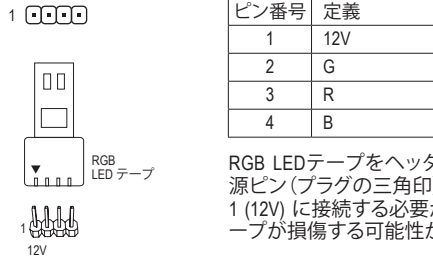 1
ピン番号 定義
1 12V
2 G
3 R
4 B
RGB
LED テープ
1
12V
RGB LEDテープをヘッ
源ピン（プラグの三角印
1 (12V) に接続する必要
ープが損傷する可能性